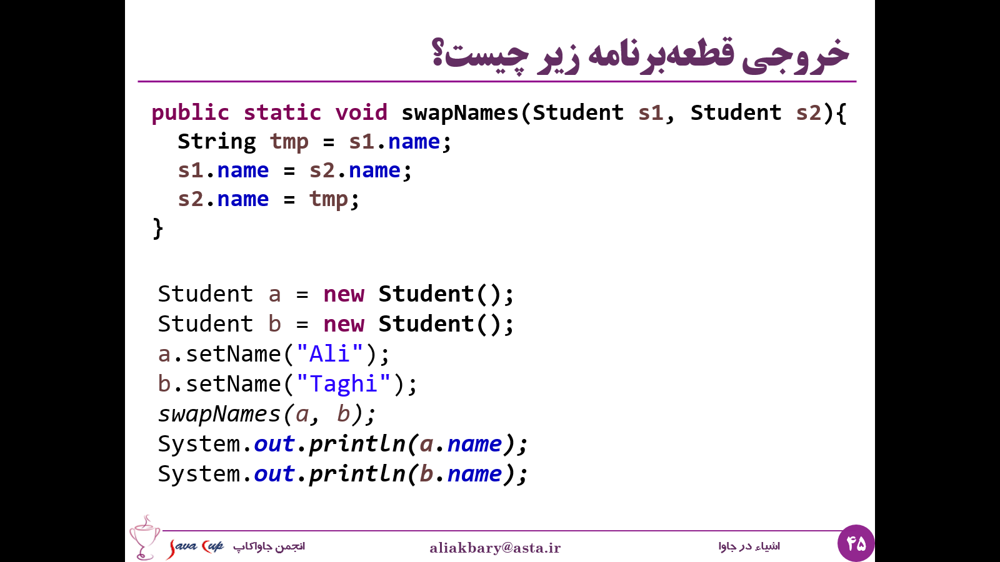 خروجی قطعه‌برنامه زیر چیست؟
public static void swapNames(Student s1, Student s2){
  String tmp = s1.name;
  s1.name = s2.name;
  s2.name = tmp;
}
Student a = new Student();
Student b = new Student();
a.setName("Ali");
b.setName("Taghi");
swapNames(a, b);
System.out.println(a.name);
System.out.println(b.name);
۴۵
اشیاء در جاوا
aliakbary@asta.ir
انجمن جاواکاپ
Java Cup